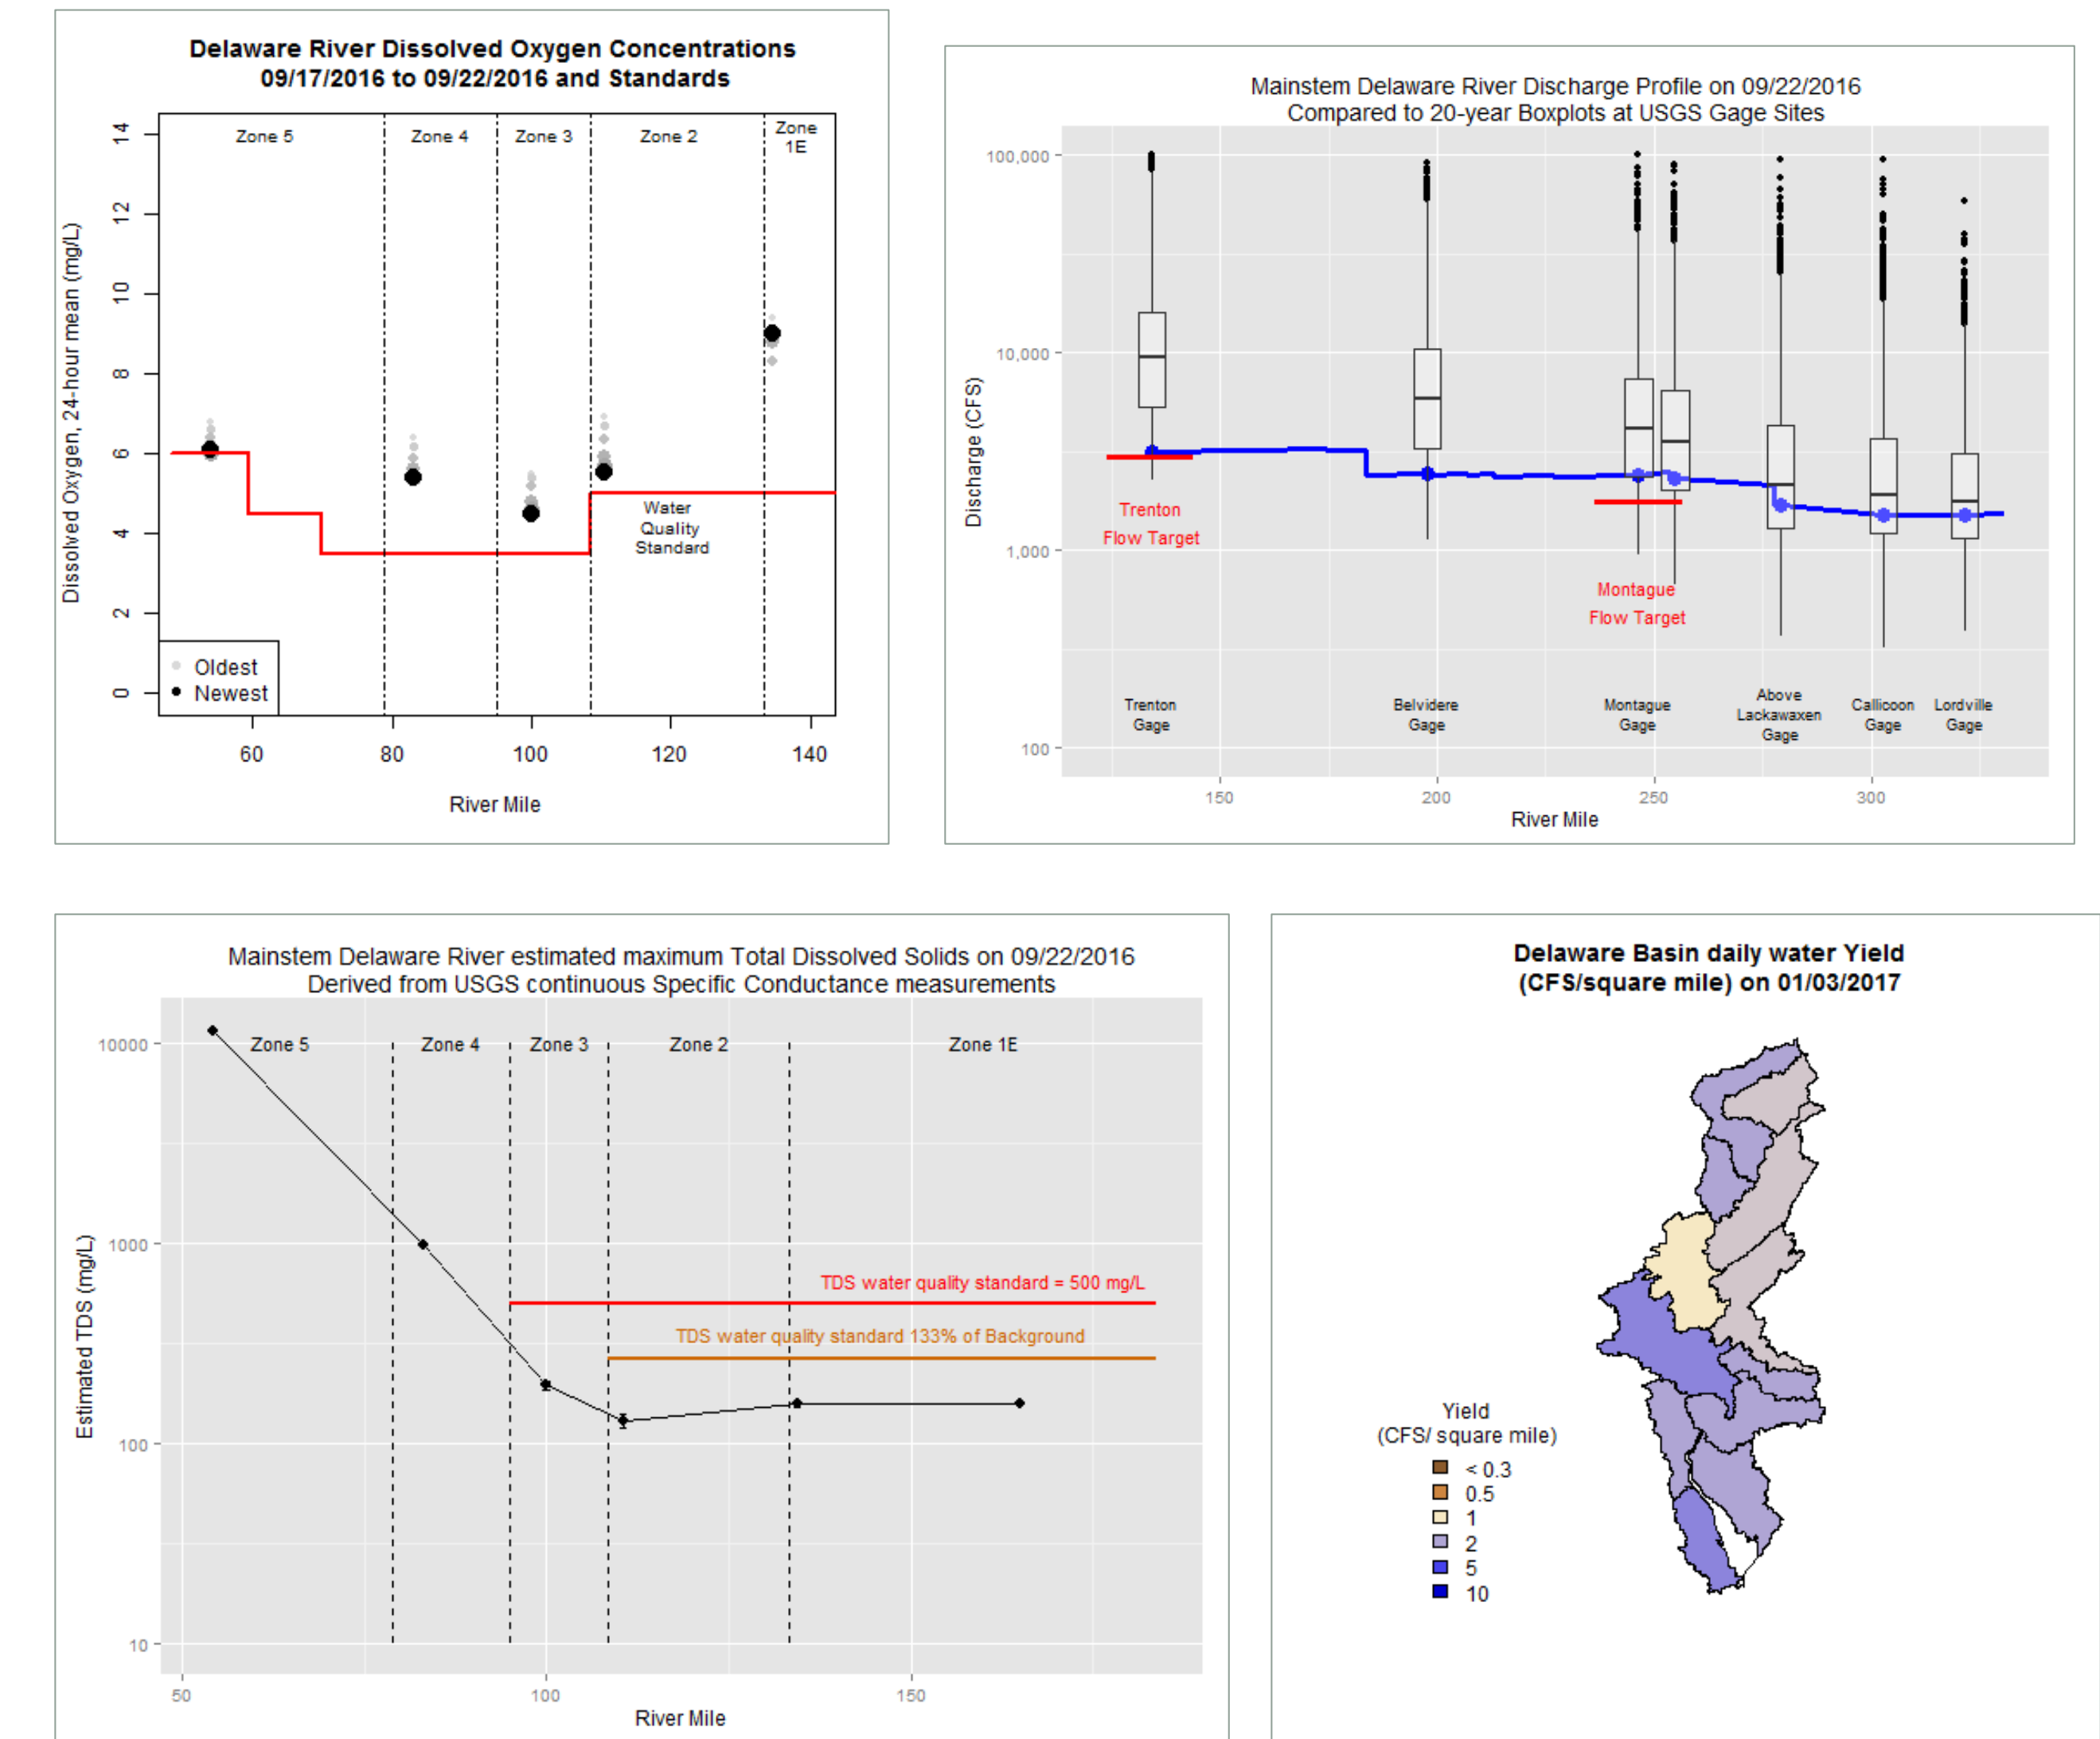 Delaware River Dissolved Oxygen Concentrations
09/17/2016 to 09/22/2016 and Standards
Zone 5
Zone 4
Zone 3
Zone 2
Zone
1E
Dissolved Oxygen, 24-hour mean (mg/L)
14
12
10
8
6
4
2
0
Water
Quality
Standard
Oldest
Newest
60
80
100
120
140
River Mile
Mainstem Delaware River Discharge Profile on 09/22/2016
Compared to 20-year Boxplots at USGS Gage Sites
Discharge (CFS)
100,000
10,000
1,000
100
Trenton
Flow Target
Montague
Flow Target
Trenton
Gage
Belvidere
Gage
Montague
Gage
Above
Lackawaxen
Gage
Callicoon
Gage
Lordville
Gage
150
200
250
300
River Mile
Mainstem Delaware River estimated maximum Total Dissolved Solids on 09/22/2016
Derived from USGS continuous Specific Conductance measurements
Zone 5
Zone 4
Zone 3
Zone 2
Zone 1E
Estimated TDS (mg/L)
10000
1000
100
10
TDS water quality standard = 500 mg/L
TDS water quality standard 133% of Background
50
100
150
River Mile
Delaware Basin daily water Yield
(CFS/square mile) on 01/03/2017
Yield
(CFS/ square mile)
< 0.3
0.5
1
2
5
10